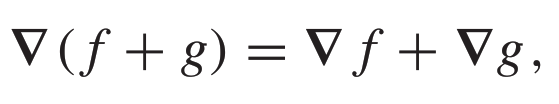 ∇(f + g) = ∇f + ∇g,